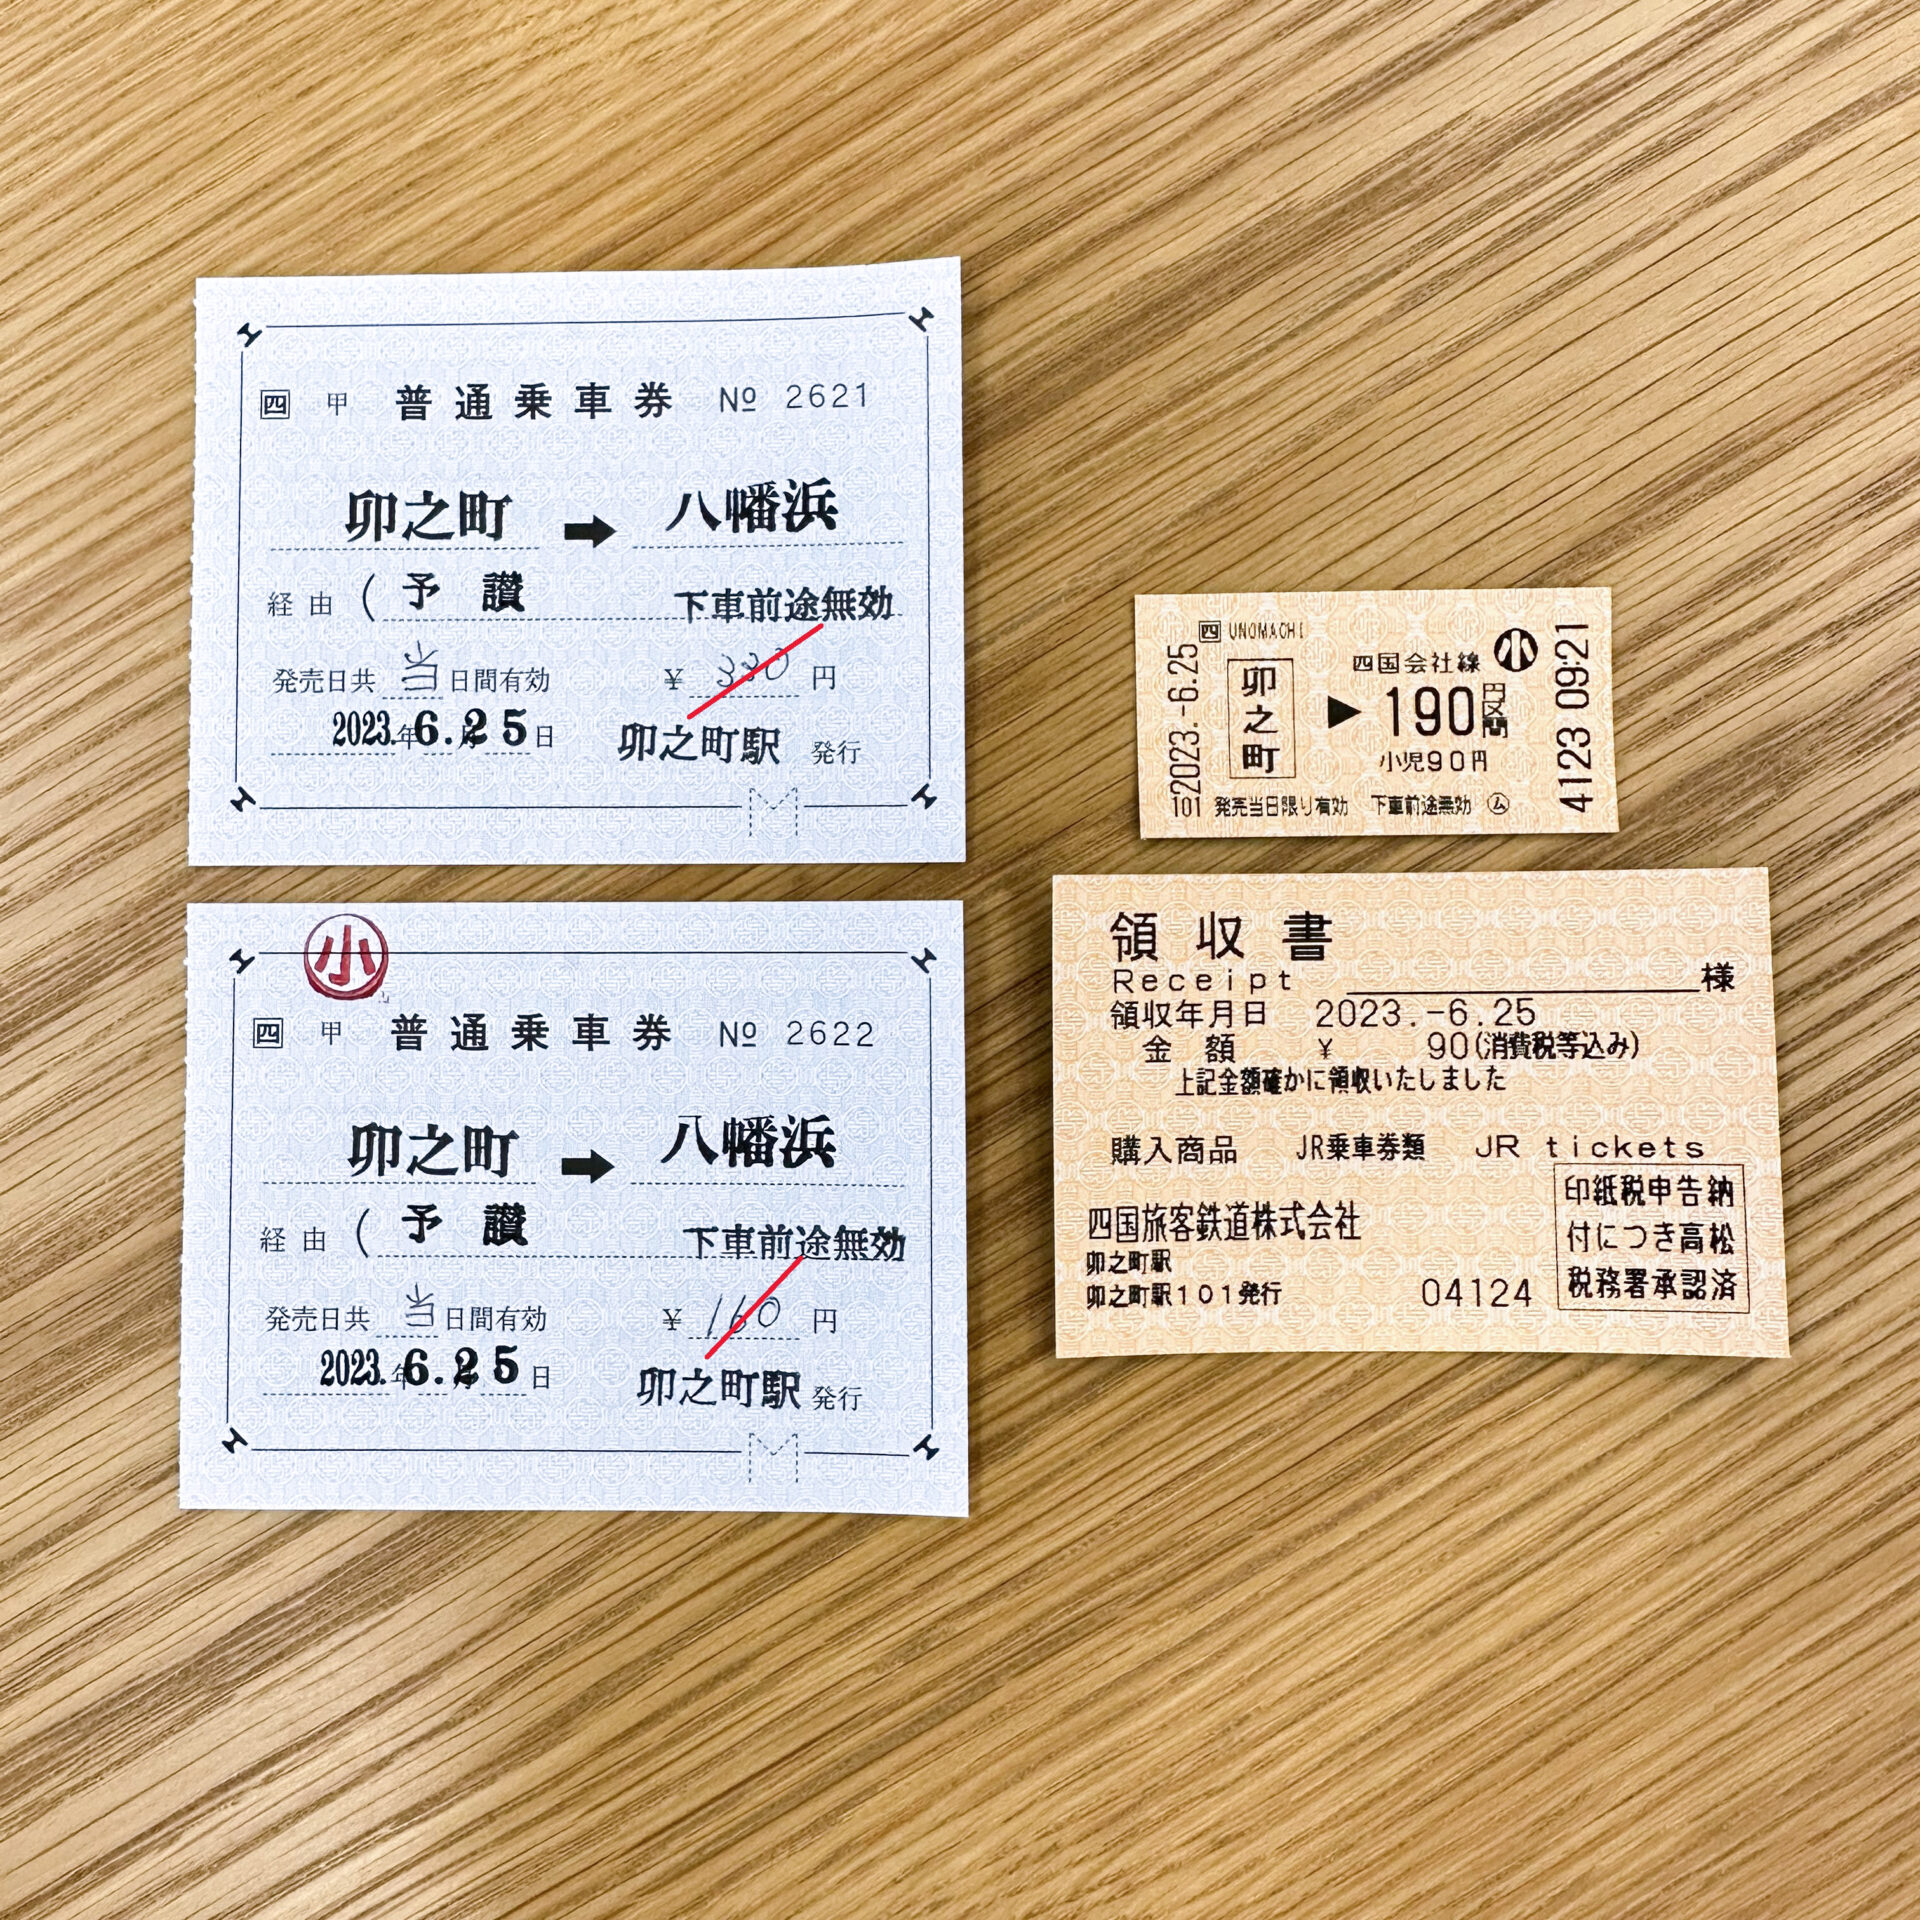 四 甲 普通乗車券 № 2621
卯之町 ➡ 八幡浜
経由 ( 予讃
下車前途無効
発売日共 当 日間有効 ¥ 330 円
2023.年6.月25日 卯之町駅 発行
小
四 甲 普通乗車券 № 2622
卯之町 ➡ 八幡浜
経由 ( 予讃
下車前途無効
発売日共 当 日間有効 ¥ 160 円
2023.年6.月25日 卯之町駅 発行
2023.-6.25
四 UNOMACHI
卯之町 ▶ 四国会社線 小
190円区間
小児90円
101 発売当日限り有効 下車前途無効 ム
4123 09:21
領収書
Receipt 様
領収年月日 2023.-6.25
金額 ¥ 90(消費税等込み)
上記金額確かに領収いたしました
購入商品 JR乗車券類 JR tickets
四国旅客鉄道株式会社
卯之町駅
卯之町駅101発行 04124
印紙税申告納
付につき高松
税務署承認済